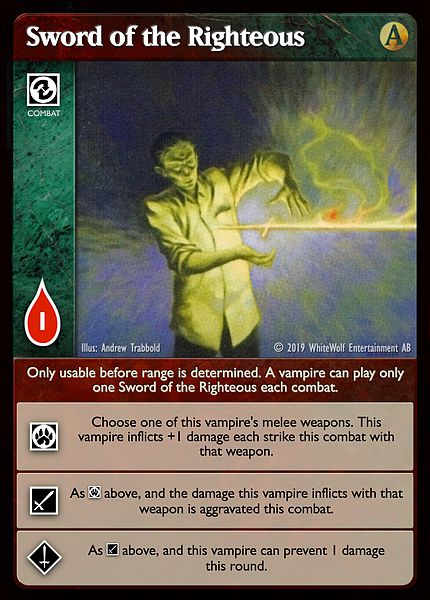 Sword of the Righteous
A
COMBAT
1
Illus: Andrew Trabbold
© 2019 WhiteWolf Entertainment AB
Only usable before range is determined. A vampire can play only
one Sword of the Righteous each combat.
Choose one of this vampire's melee weapons. This
vampire inflicts +1 damage each strike this combat with
that weapon.
As above, and the damage this vampire inflicts with that
weapon is aggravated this combat.
As above, and this vampire can prevent 1 damage
this round.